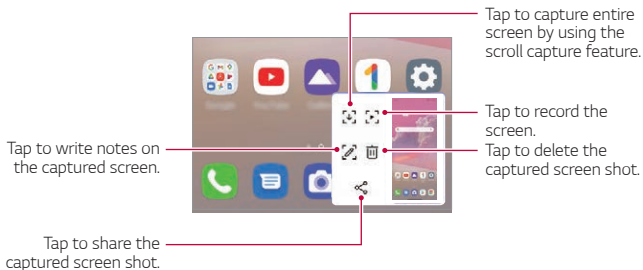 Tap to capture entire
screen by using the
scroll capture feature.
Tap to record the
screen.
Tap to write notes on
the captured screen.
Tap to delete the
captured screen shot.
Tap to share the
captured screen shot.